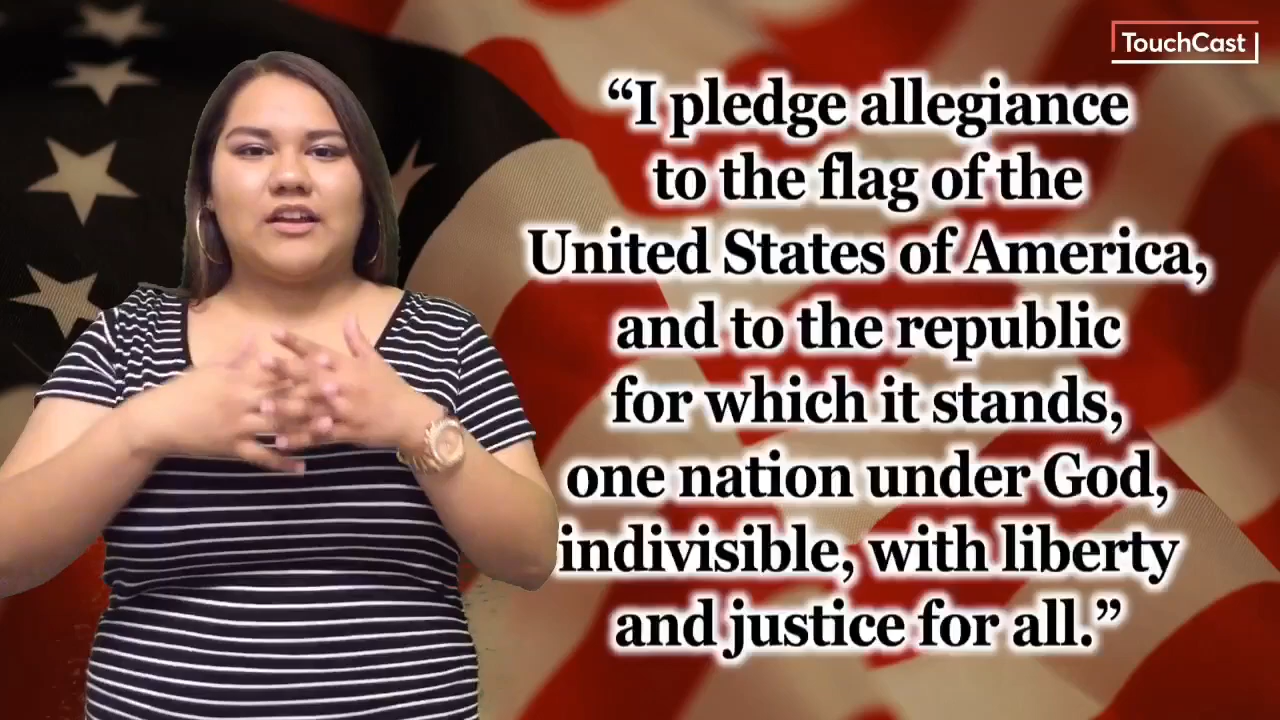 TouchCast
“I pledge allegiance
to the flag of the
United States of America,
and to the republic
for which it stands,
one nation under God,
indivisible, with liberty
and justice for all.”